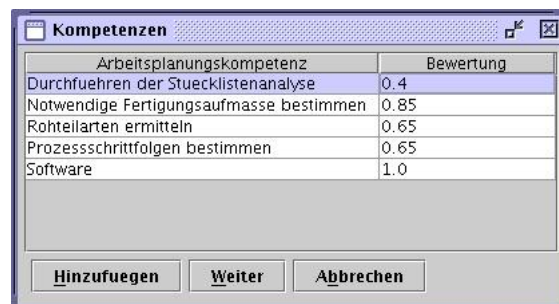 Kompetenzen
Arbeitsplanungskompetenz Bewertung
Durchfuehren der Stuecklistenanalyse 0.4
Notwendige Fertigungsaufmasse bestimmen 0.85
Rohteilarten ermitteln 0.65
Prozessschrittfolgen bestimmen 0.65
Software 1.0
Hinzufuegen Weiter Abbrechen